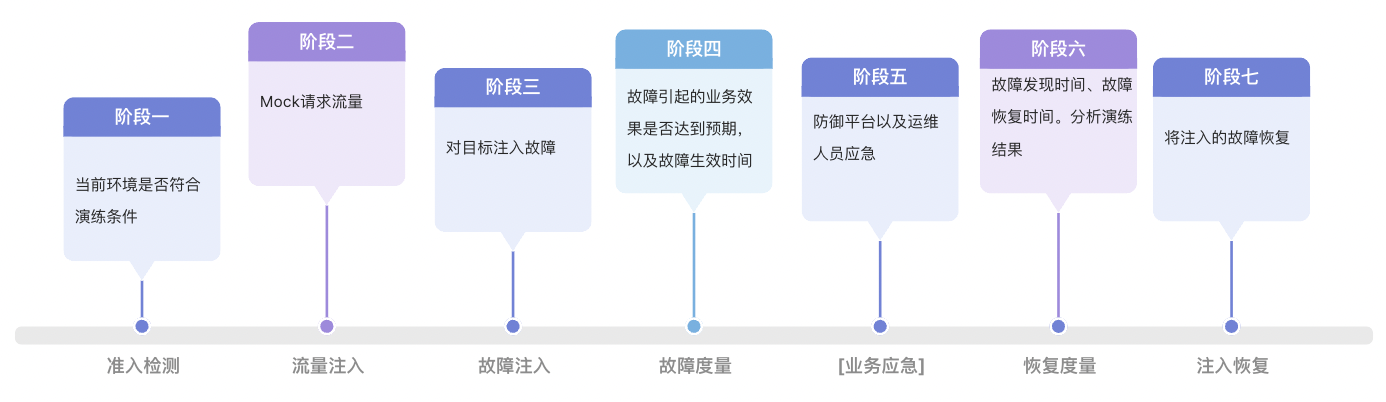 阶段一
当前环境是否符合
演练条件
准入检测
阶段二
Mock请求流量
流量注入
阶段三
对目标注入故障
故障注入
阶段四
故障引起的业务效
果是否达到预期，
以及故障生效时间
故障度量
阶段五
防御平台以及运维
人员应急
[业务应急]
阶段六
故障发现时间、故障
恢复时间。分析演练
结果
恢复度量
阶段七
将注入的故障恢复
注入恢复